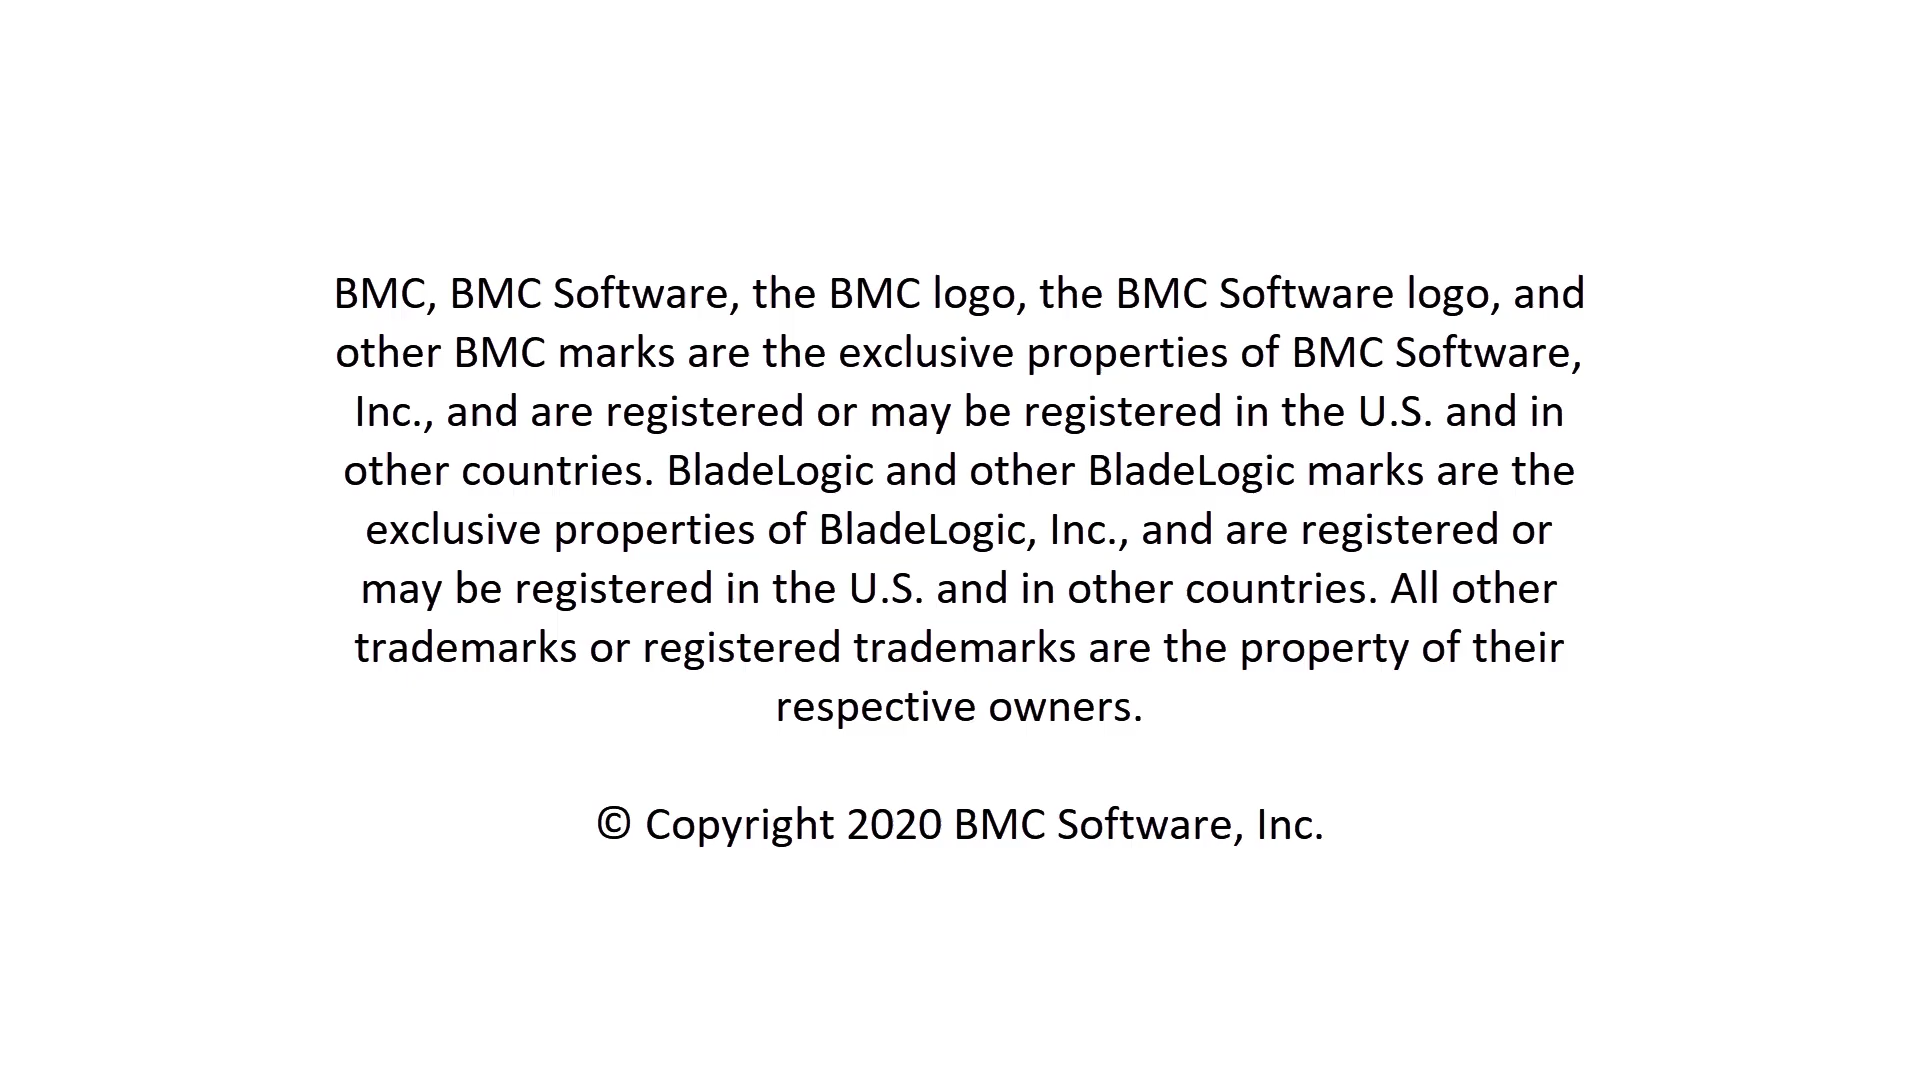 BMC, BMC Software, the BMC logo, the BMC Software logo, and
other BMC marks are the exclusive properties of BMC Software,
Inc., and are registered or may be registered in the U.S. and in
other countries. BladeLogic and other BladeLogic marks are the
exclusive properties of BladeLogic, Inc., and are registered or
may be registered in the U.S. and in other countries. All other
trademarks or registered trademarks are the property of their
respective owners.
© Copyright 2020 BMC Software, Inc.